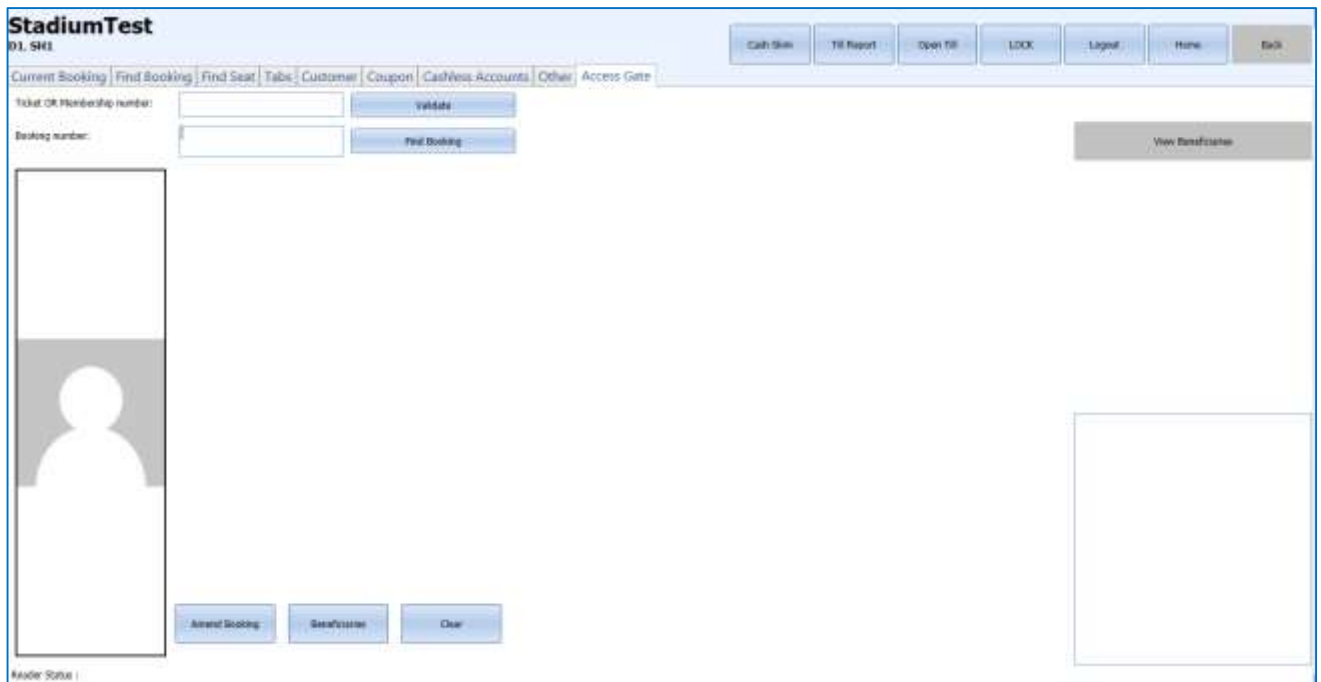 StadiumTest
D1, SM1
Cash Skim Till Report Open Till LOCK Logout Home Back
Current Booking Find Booking Find Seat Tabs Customer Coupon Cashless Accounts Other Access Gate
Ticket OR Membership number: Validate
Booking number: Find Booking
View Beneficiaries
Amend Booking Beneficiaries Clear
Reader Status :